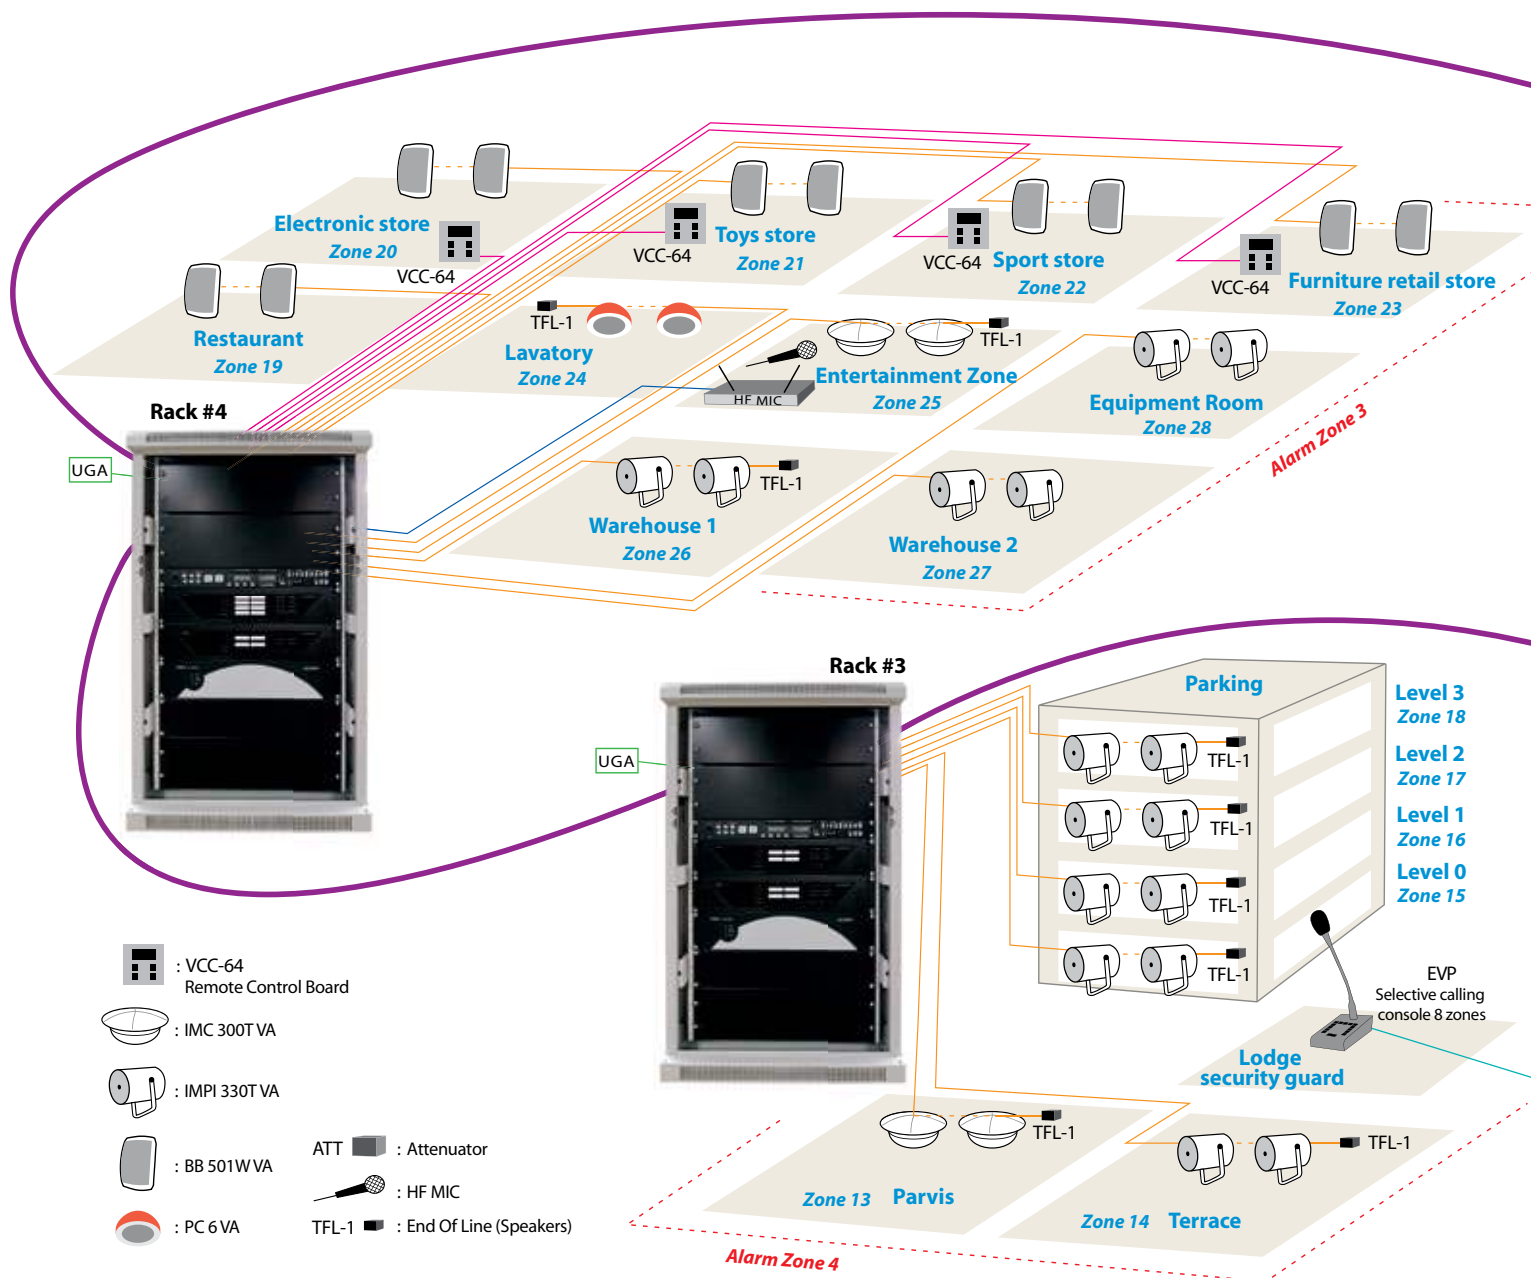 Electronic store
Zone 20
VCC-64
Toys store
Zone 21
VCC-64
Sport store
Zone 22
VCC-64
Furniture retail store
Zone 23
VCC-64
Restaurant
Zone 19
TFL-1
Lavatory
Zone 24
TFL-1
HF MIC
Entertainment Zone
Zone 25
Equipment Room
Zone 28
Alarm Zone 3
Rack #4
UGA
TFL-1
Warehouse 1
Zone 26
Warehouse 2
Zone 27
Rack #3
UGA
Parking
Level 3
Zone 18
TFL-1
Level 2
Zone 17
TFL-1
Level 1
Zone 16
TFL-1
Level 0
Zone 15
TFL-1
EVP
Selective calling
console 8 zones
Lodge
security guard
TFL-1
Zone 13 Parvis
TFL-1
Zone 14 Terrace
Alarm Zone 4
: VCC-64
Remote Control Board
: IMC 300T VA
: IMPI 330T VA
: BB 501W VA
: PC 6 VA
ATT : Attenuator
: HF MIC
TFL-1 : End Of Line (Speakers)